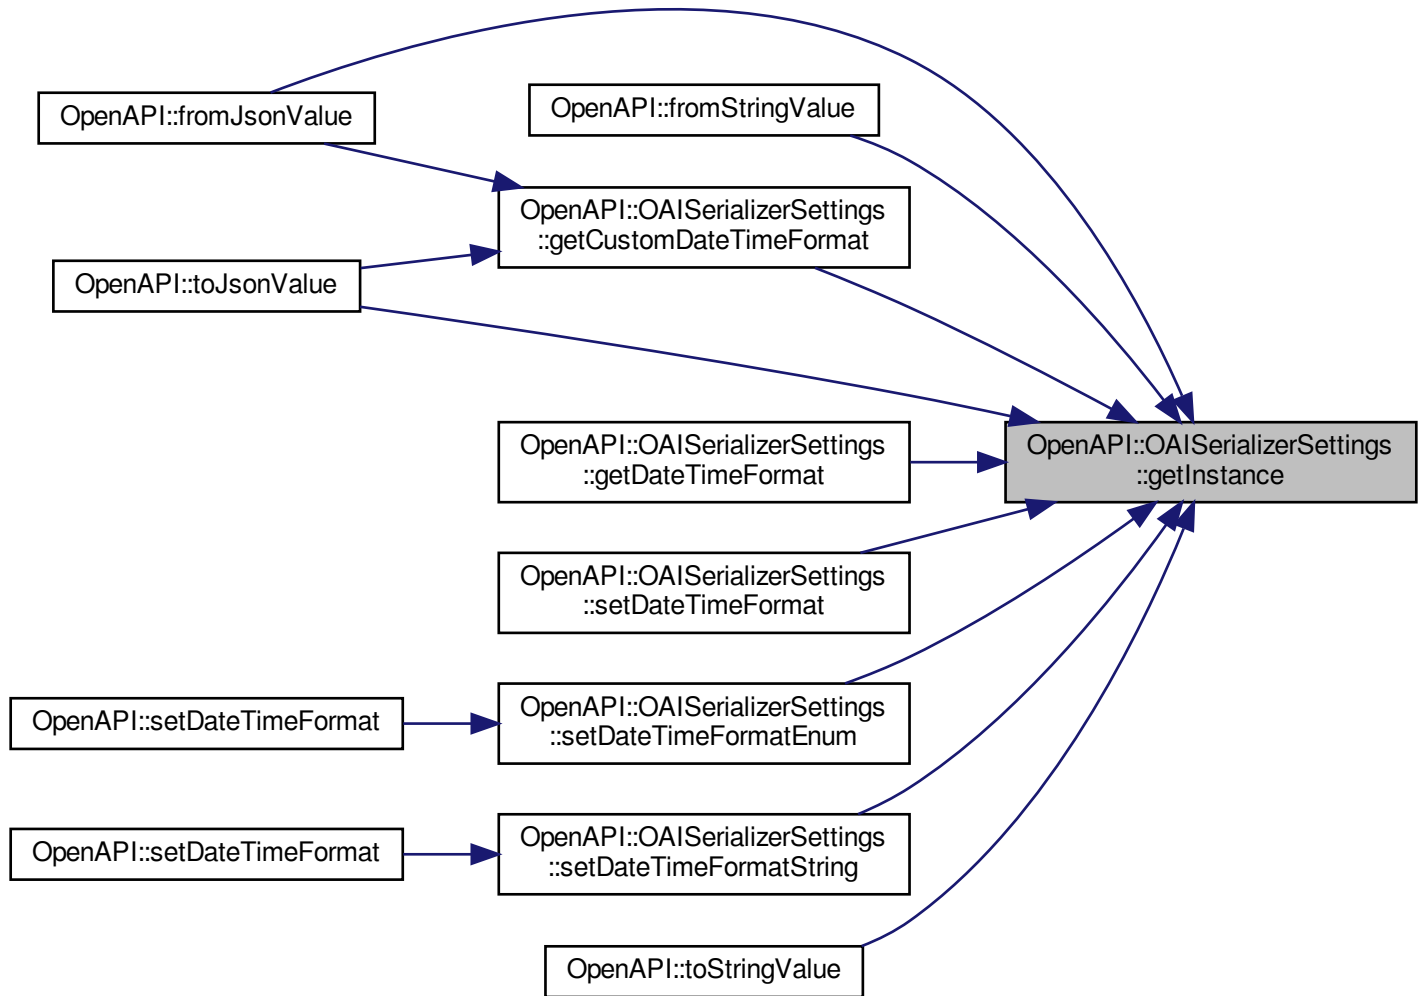 OpenAPI::fromJsonValue
OpenAPI::fromStringValue
OpenAPI::OAISerializerSettings
::getCustomDateTimeFormat
OpenAPI::toJsonValue
OpenAPI::OAISerializerSettings
::getDateTimeFormat
OpenAPI::OAISerializerSettings
::getInstance
OpenAPI::OAISerializerSettings
::setDateTimeFormat
OpenAPI::setDateTimeFormat
OpenAPI::OAISerializerSettings
::setDateTimeFormatEnum
OpenAPI::setDateTimeFormat
OpenAPI::OAISerializerSettings
::setDateTimeFormatString
OpenAPI::toStringValue